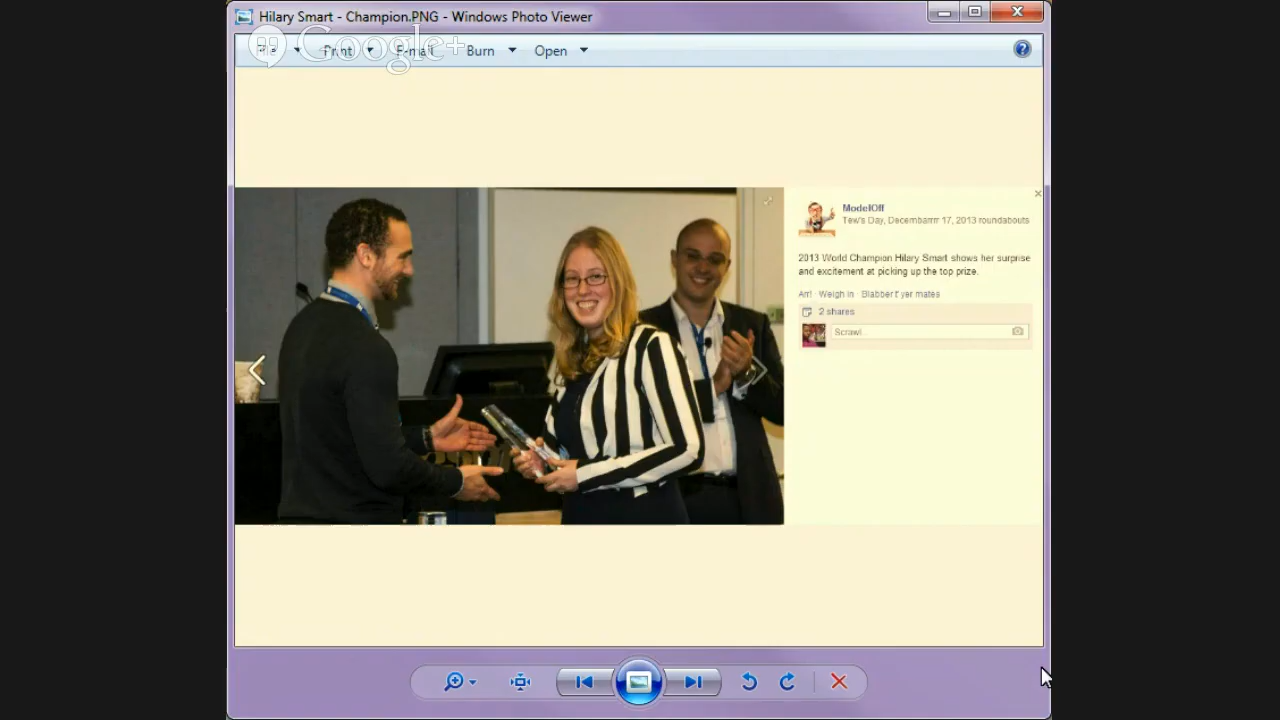 Hilary Smart - Champion.PNG - Windows Photo Viewer
File Print E-mail Burn Open
Google+
ModelOff
Tew's Day, Decembarrrr 17, 2013 roundabouts
2013 World Champion Hilary Smart shows her surprise
and excitement at picking up the top prize.
Arr! · Weigh in · Blabber t' yer mates
2 shares
Scrawl...